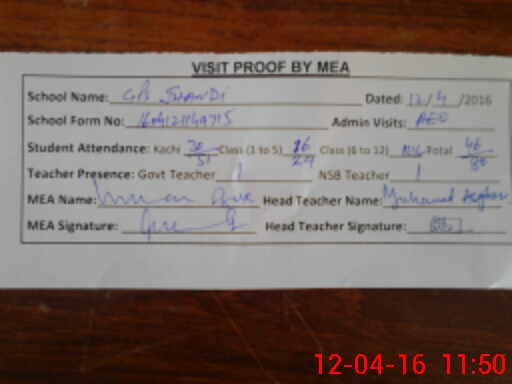 VISIT PROOF BY MEA
School Name: GPS Dated: 12/4/2016
School Form No: Admin Visits: AEO
Student Attendance: Kachi 30/51 Class (1 to 5) 16/29 Class (6 to 12) Nil Total 46/80
Teacher Presence: Govt Teacher 1 NSB Teacher 1
MEA Name: Head Teacher Name: Muhamad Asghar
MEA Signature: Head Teacher Signature:
12-04-16 11:50